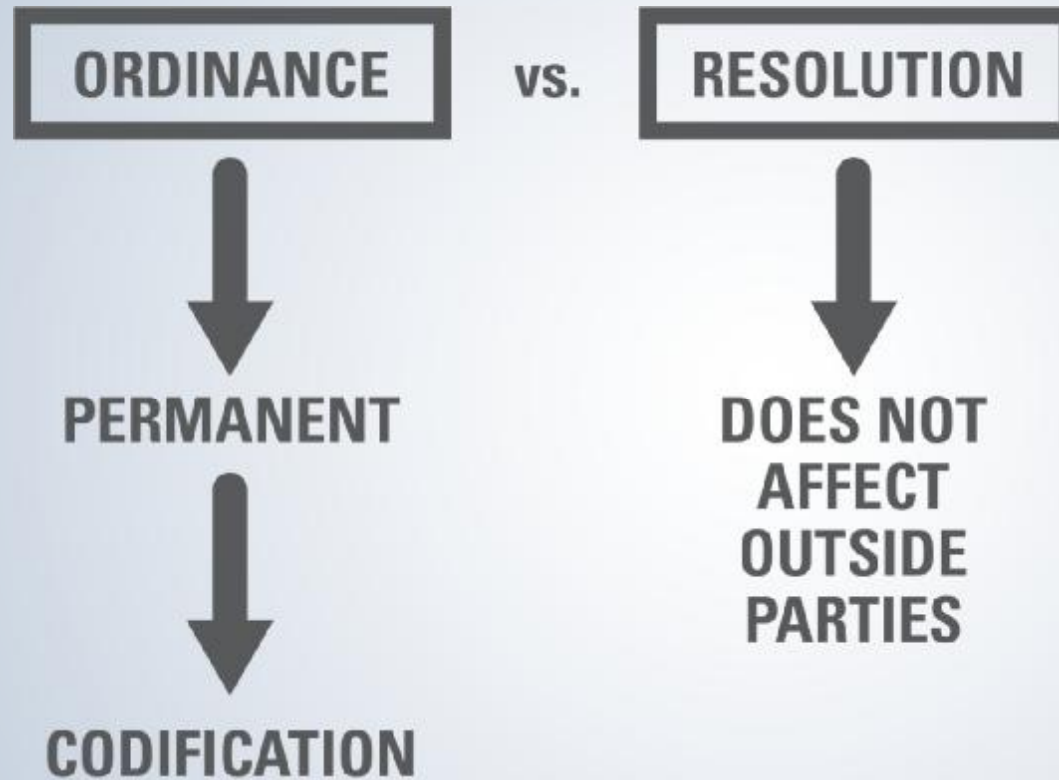 ORDINANCE vs. RESOLUTION
PERMANENT
CODIFICATION
DOES NOT
AFFECT
OUTSIDE
PARTIES